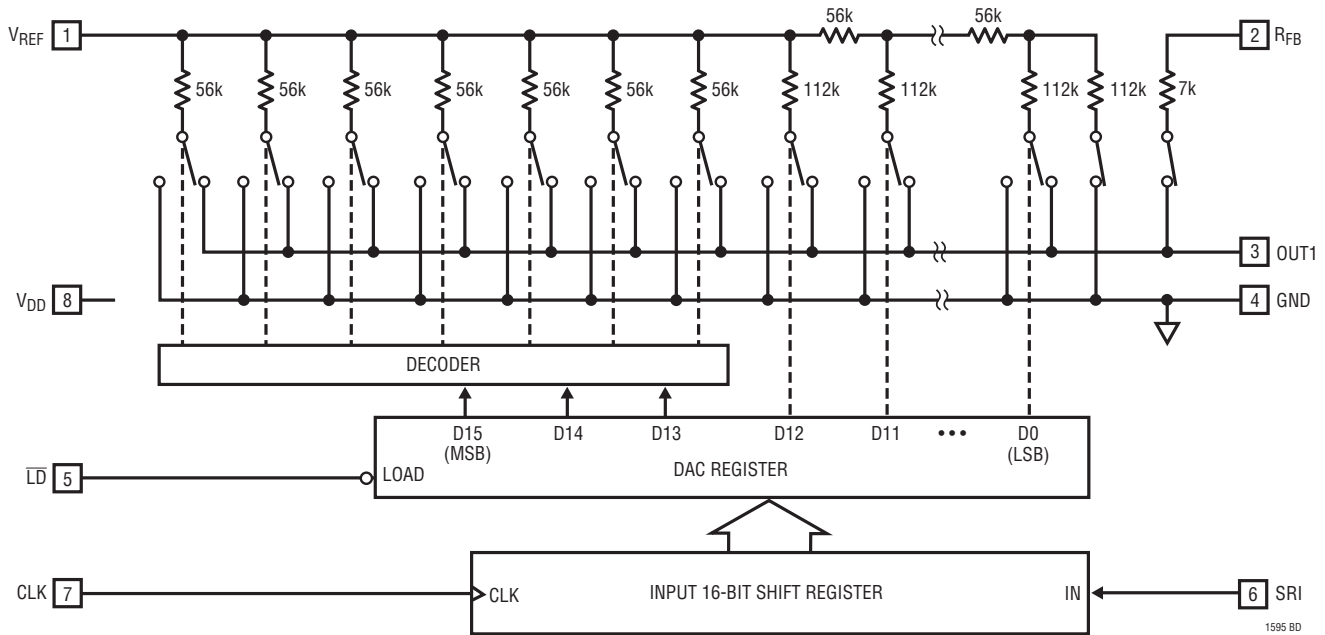 56k 56k
VREF 1 2 RFB
56k 56k 56k 56k 56k 56k 56k 112k 112k 112k 112k 7k
3 OUT1
VDD 8 4 GND
DECODER
D15 D14 D13 D12 D11 ••• D0
(MSB) (LSB)
LD 5 LOAD DAC REGISTER
CLK 7 CLK INPUT 16-BIT SHIFT REGISTER IN 6 SRI
1595 BD